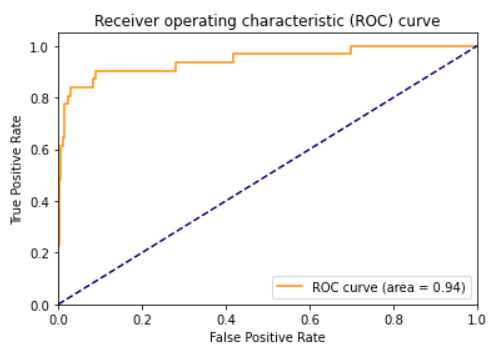 Receiver operating characteristic (ROC) curve
True Positive Rate
1.0
0.8
0.6
0.4
0.2
0.0
ROC curve (area = 0.94)
0.0 0.2 0.4 0.6 0.8 1.0
False Positive Rate